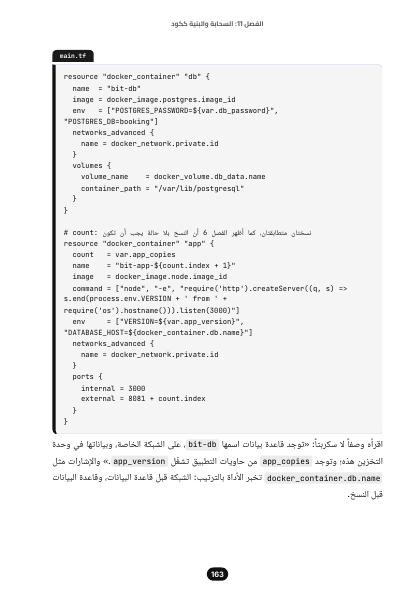 الفصل 11: السحابة والبنية ككود
main.tf
resource "docker_container" "db" {
  name  = "bit-db"
  image = docker_image.postgres.image_id
  env   = ["POSTGRES_PASSWORD=${var.db_password}",
"POSTGRES_DB=booking"]
  networks_advanced {
    name = docker_network.private.id
  }
  volumes {
    volume_name    = docker_volume.db_data.name
    container_path = "/var/lib/postgresql"
  }
}
# count: نسختان متطابقتان، كما أظهر الفصل 6 أن النسخ بلا حالة يجب أن تكون
resource "docker_container" "app" {
  count   = var.app_copies
  name    = "bit-app-${count.index + 1}"
  image   = docker_image.node.image_id
  command = ["node", "-e", "require('http').createServer((q, s) =>
s.end(process.env.VERSION + ' from ' +
require('os').hostname())).listen(3000)"]
  env     = ["VERSION=${var.app_version}",
"DATABASE_HOST=${docker_container.db.name}"]
  networks_advanced {
    name = docker_network.private.id
  }
  ports {
    internal = 3000
    external = 8081 + count.index
  }
}
اقرأه وصفاً لا سكربتاً: «توجد قاعدة بيانات اسمها bit-db، على الشبكة الخاصة، وبياناتها في وحدة
التخزين هذه؛ وتوجد app_copies من حاويات التطبيق تشغّل app_version.» والإشارات مثل
docker_container.db.name تخبر الأداة بالترتيب: الشبكة قبل قاعدة البيانات، وقاعدة البيانات
قبل النسخ.
163